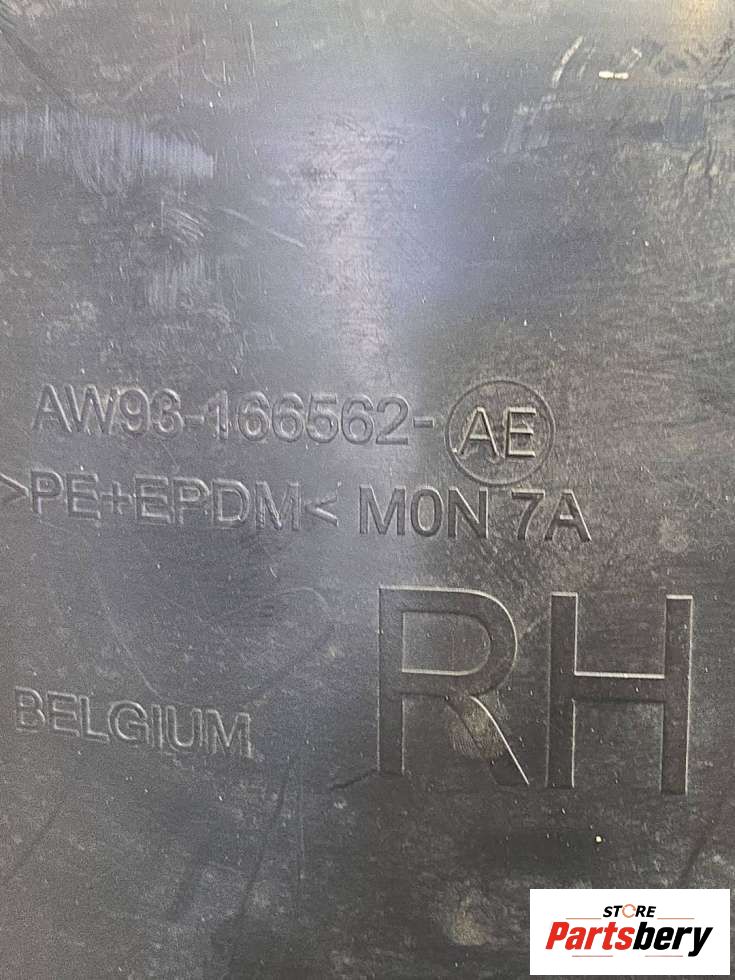 AW93-166562-AE
>PE+EPDM< M0N 7A
RH
BELGIUM
STORE
Partsbery